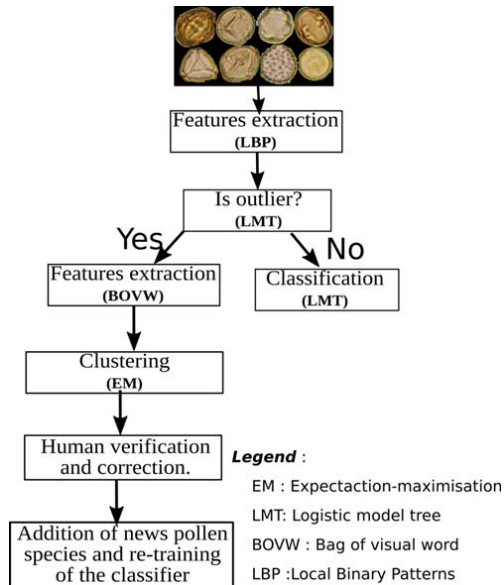 Features extraction
(LBP)
Is outlier?
(LMT)
Yes
No
Features extraction
(BOVW)
Classification
(LMT)
Clustering
(EM)
Human verification
and correction.
Addition of news pollen
species and re-training
of the classifier
Legend :
EM : Expectaction-maximisation
LMT: Logistic model tree
BOVW : Bag of visual word
LBP :Local Binary Patterns